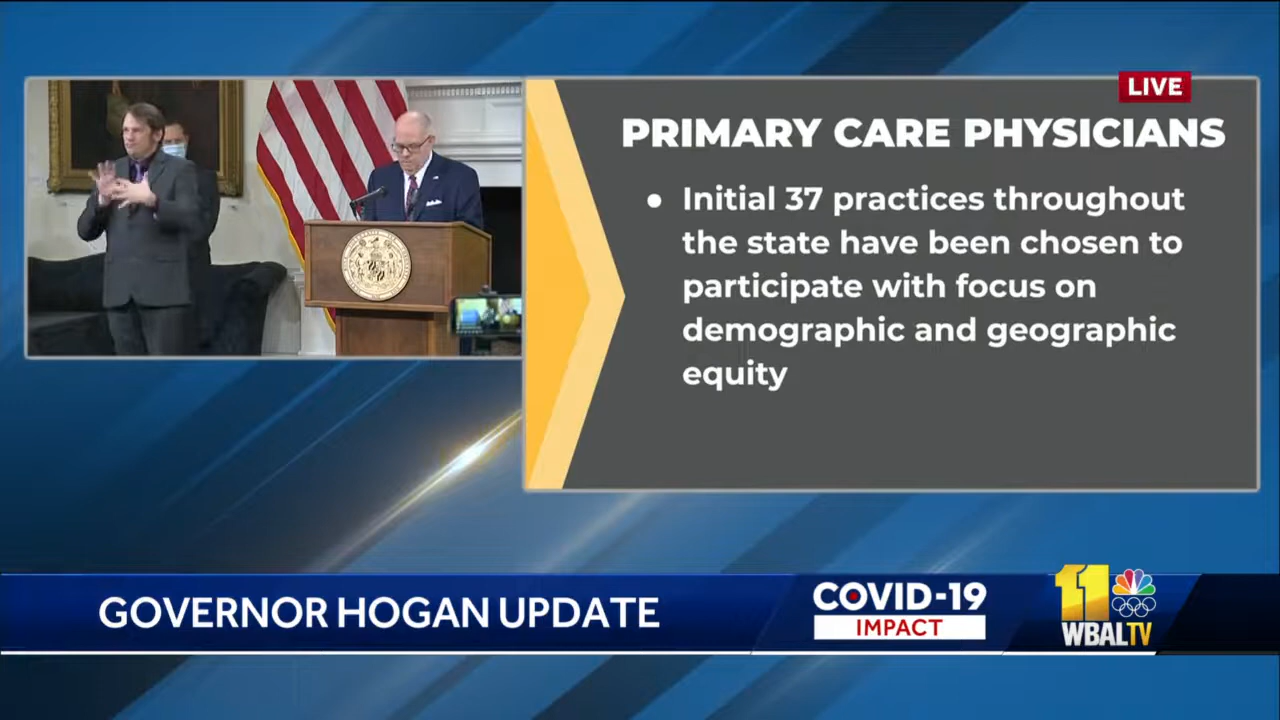 LIVE
PRIMARY CARE PHYSICIANS
● Initial 37 practices throughout
the state have been chosen to
participate with focus on
demographic and geographic
equity
GOVERNOR HOGAN UPDATE
COVID-19
IMPACT
11
WBALTV